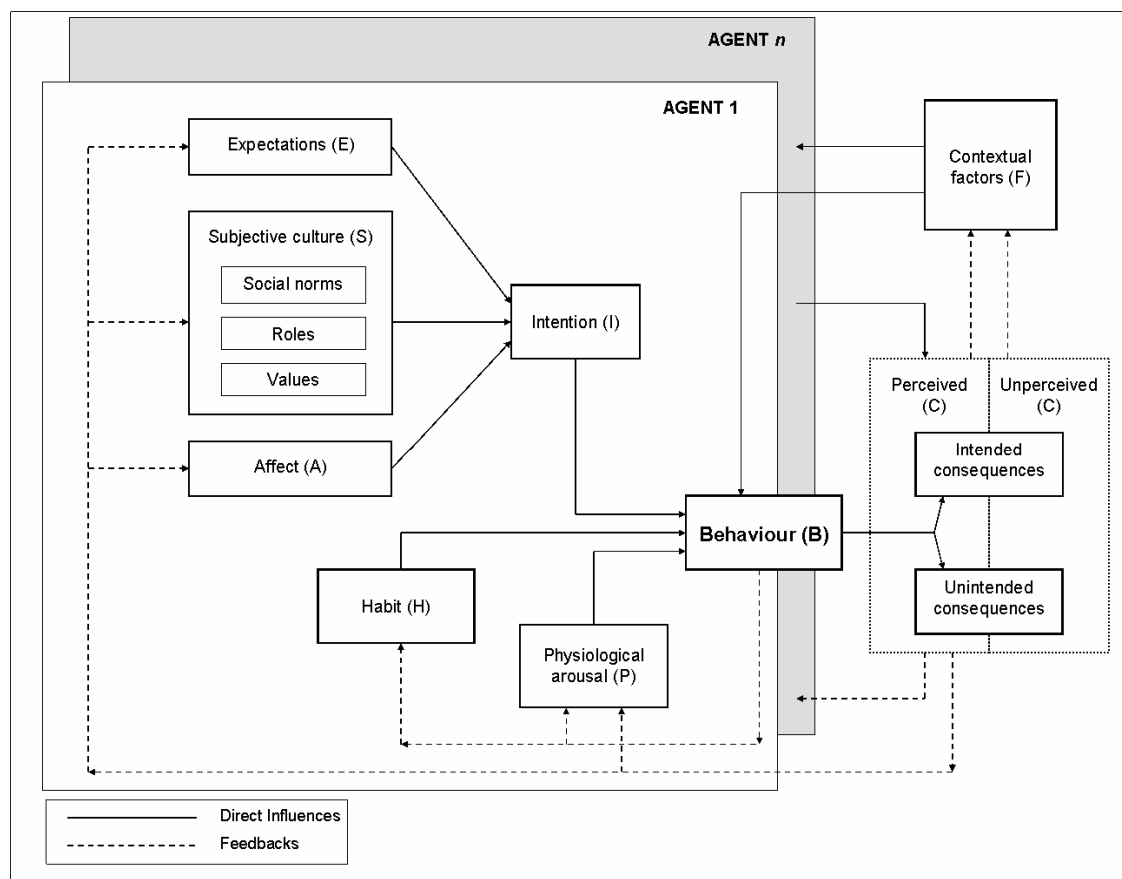 AGENT n
AGENT 1
Expectations (E)
Contextual
factors (F)
Subjective culture (S)
Social norms
Roles
Values
Intention (I)
Affect (A)
Perceived
(C)
Unperceived
(C)
Intended
consequences
Behaviour (B)
Unintended
consequences
Habit (H)
Physiological
arousal (P)
Direct Influences
Feedbacks